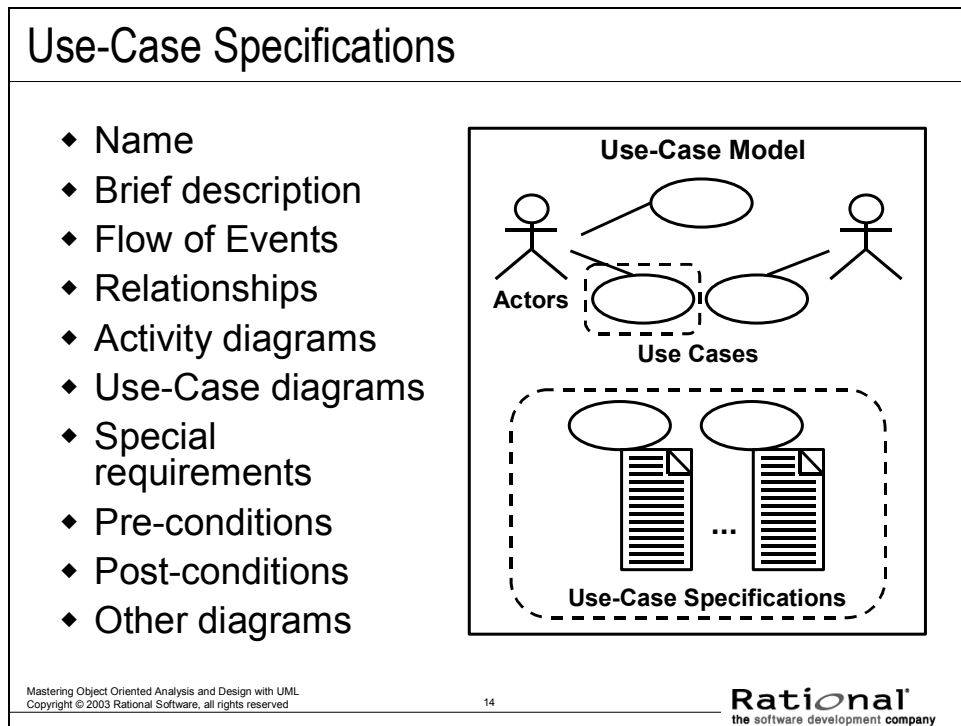 Use-Case Specifications
Name
Brief description
Flow of Events
Relationships
Activity diagrams
Use-Case diagrams
Special
requirements
Pre-conditions
Post-conditions
Other diagrams
Use-Case Model
Actors
Use Cases
...
Use-Case Specifications
Mastering Object Oriented Analysis and Design with UML
Copyright © 2003 Rational Software, all rights reserved
14
Rational
the software development company